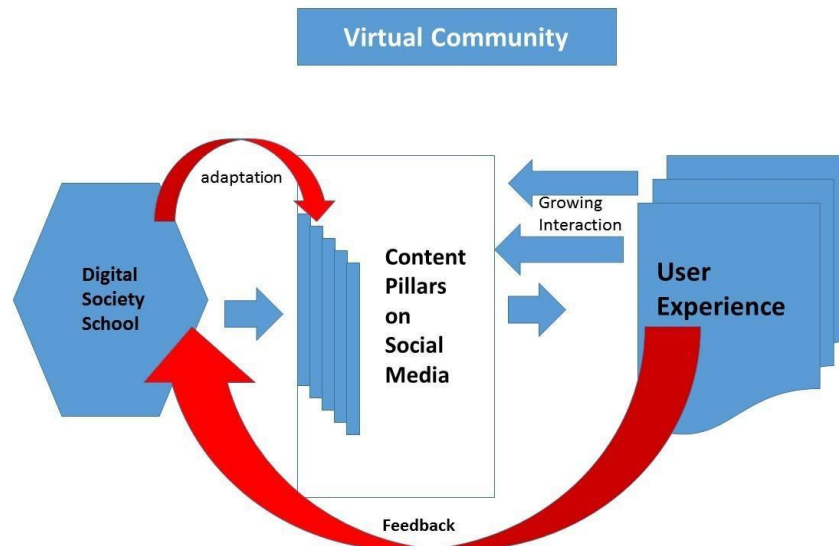 Virtual Community
adaptation
Digital
Society
School
Content
Pillars
on
Social
Media
Growing
Interaction
User
Experience
Feedback